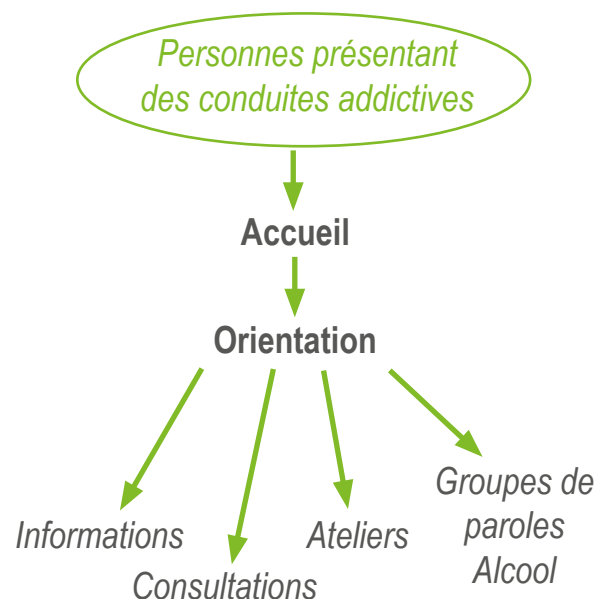 Personnes présentant
des conduites addictives
Accueil
Orientation
Informations
Consultations
Ateliers
Groupes de
paroles
Alcool